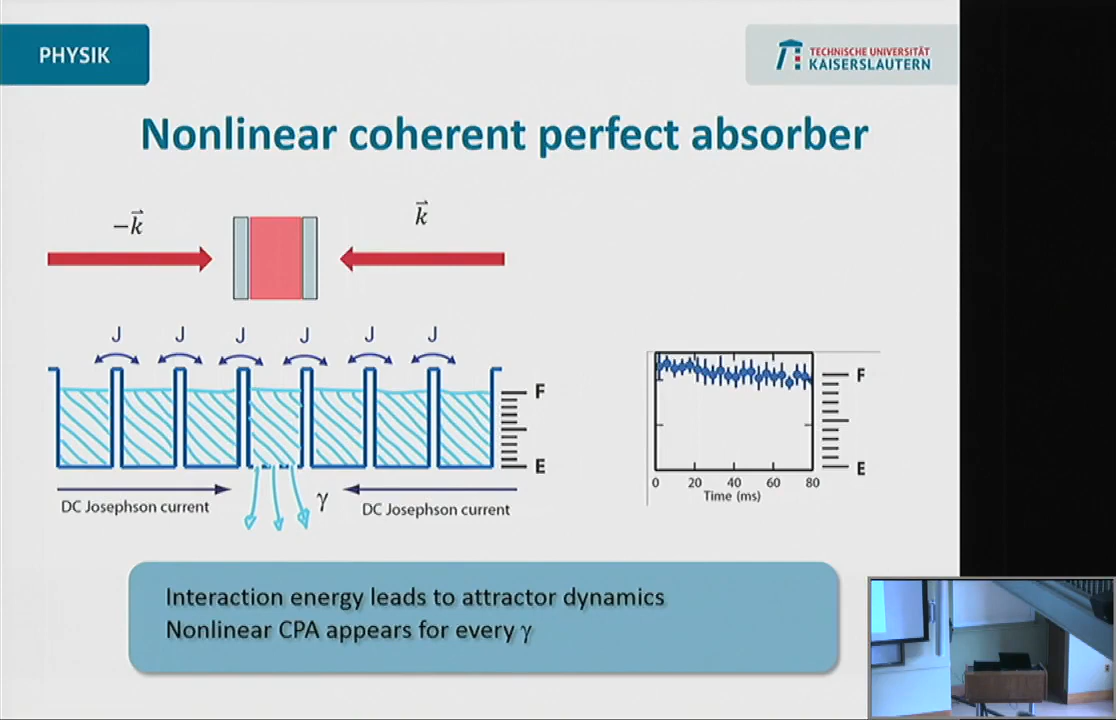 PHYSIK
TECHNISCHE UNIVERSITÄT
KAISERSLAUTERN
Nonlinear coherent perfect absorber
−k⃗
k⃗
J J J J J J
F
E
γ
DC Josephson current
DC Josephson current
F
E
0 20 40 60 80
Time (ms)
Interaction energy leads to attractor dynamics
Nonlinear CPA appears for every γ